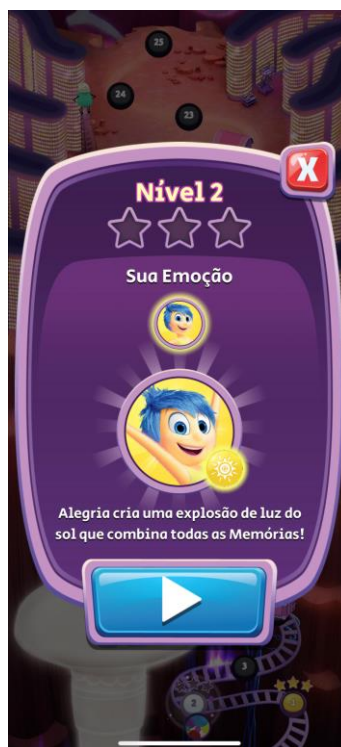 25
24
23
X
Nível 2
Sua Emoção
Alegria cria uma explosão de luz do
sol que combina todas as Memórias!
3
2